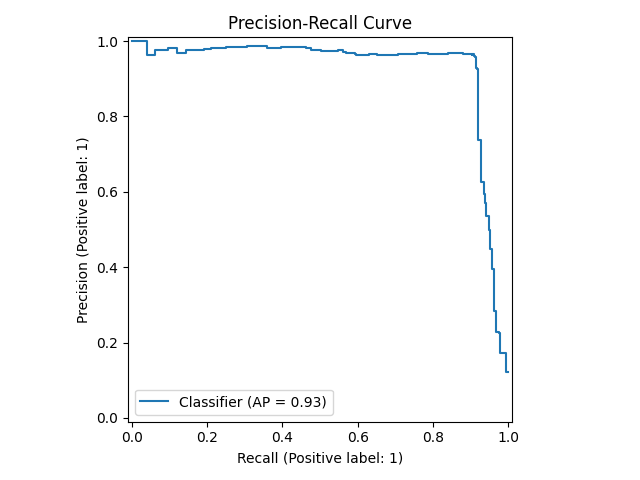 Precision-Recall Curve
1.0
0.8
0.6
0.4
0.2
0.0
Precision (Positive label: 1)
Classifier (AP = 0.93)
0.0 0.2 0.4 0.6 0.8 1.0
Recall (Positive label: 1)